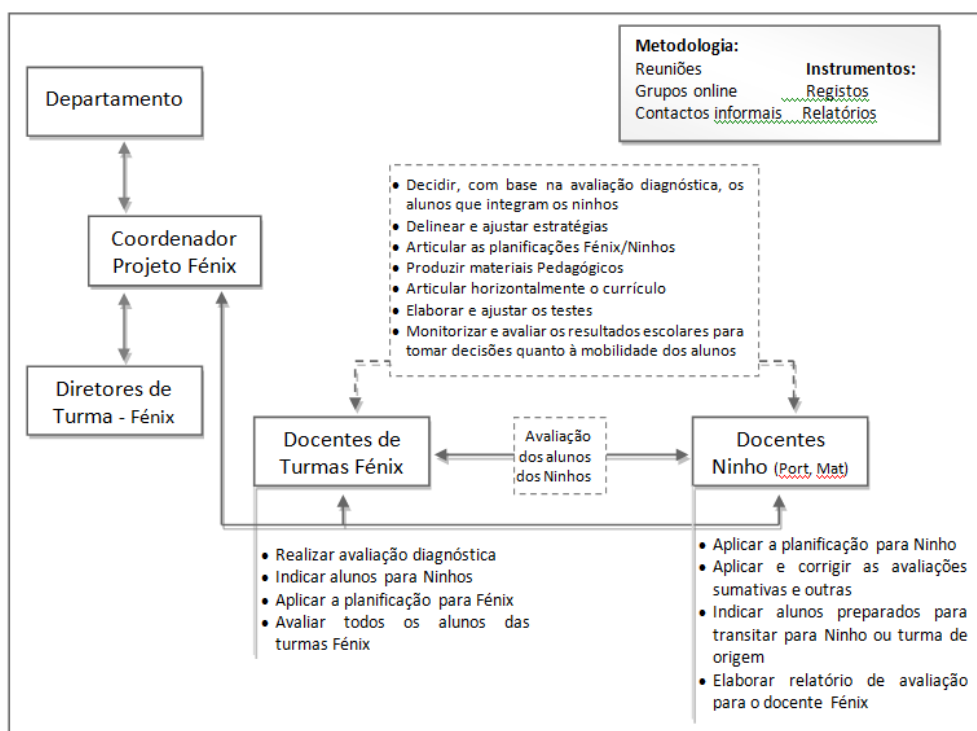 Metodologia:
Reuniões Instrumentos:
Grupos online Registos
Contactos informais Relatórios
Departamento
Coordenador
Projeto Fénix
Diretores de
Turma - Fénix
• Decidir, com base na avaliação diagnóstica, os
alunos que integram os ninhos
• Delinear e ajustar estratégias
• Articular as planificações Fénix/Ninhos
• Produzir materiais Pedagógicos
• Articular horizontalmente o currículo
• Elaborar e ajustar os testes
• Monitorizar e avaliar os resultados escolares para
tomar decisões quanto à mobilidade dos alunos
Docentes de
Turmas Fénix
Avaliação
dos alunos
dos Ninhos
Docentes
Ninho (Port, Mat)
• Realizar avaliação diagnóstica
• Indicar alunos para Ninhos
• Aplicar a planificação para Fénix
• Avaliar todos os alunos das
turmas Fénix
• Aplicar a planificação para Ninho
• Aplicar e corrigir as avaliações
sumativas e outras
• Indicar alunos preparados para
transitar para Ninho ou turma de
origem
• Elaborar relatório de avaliação
para o docente Fénix